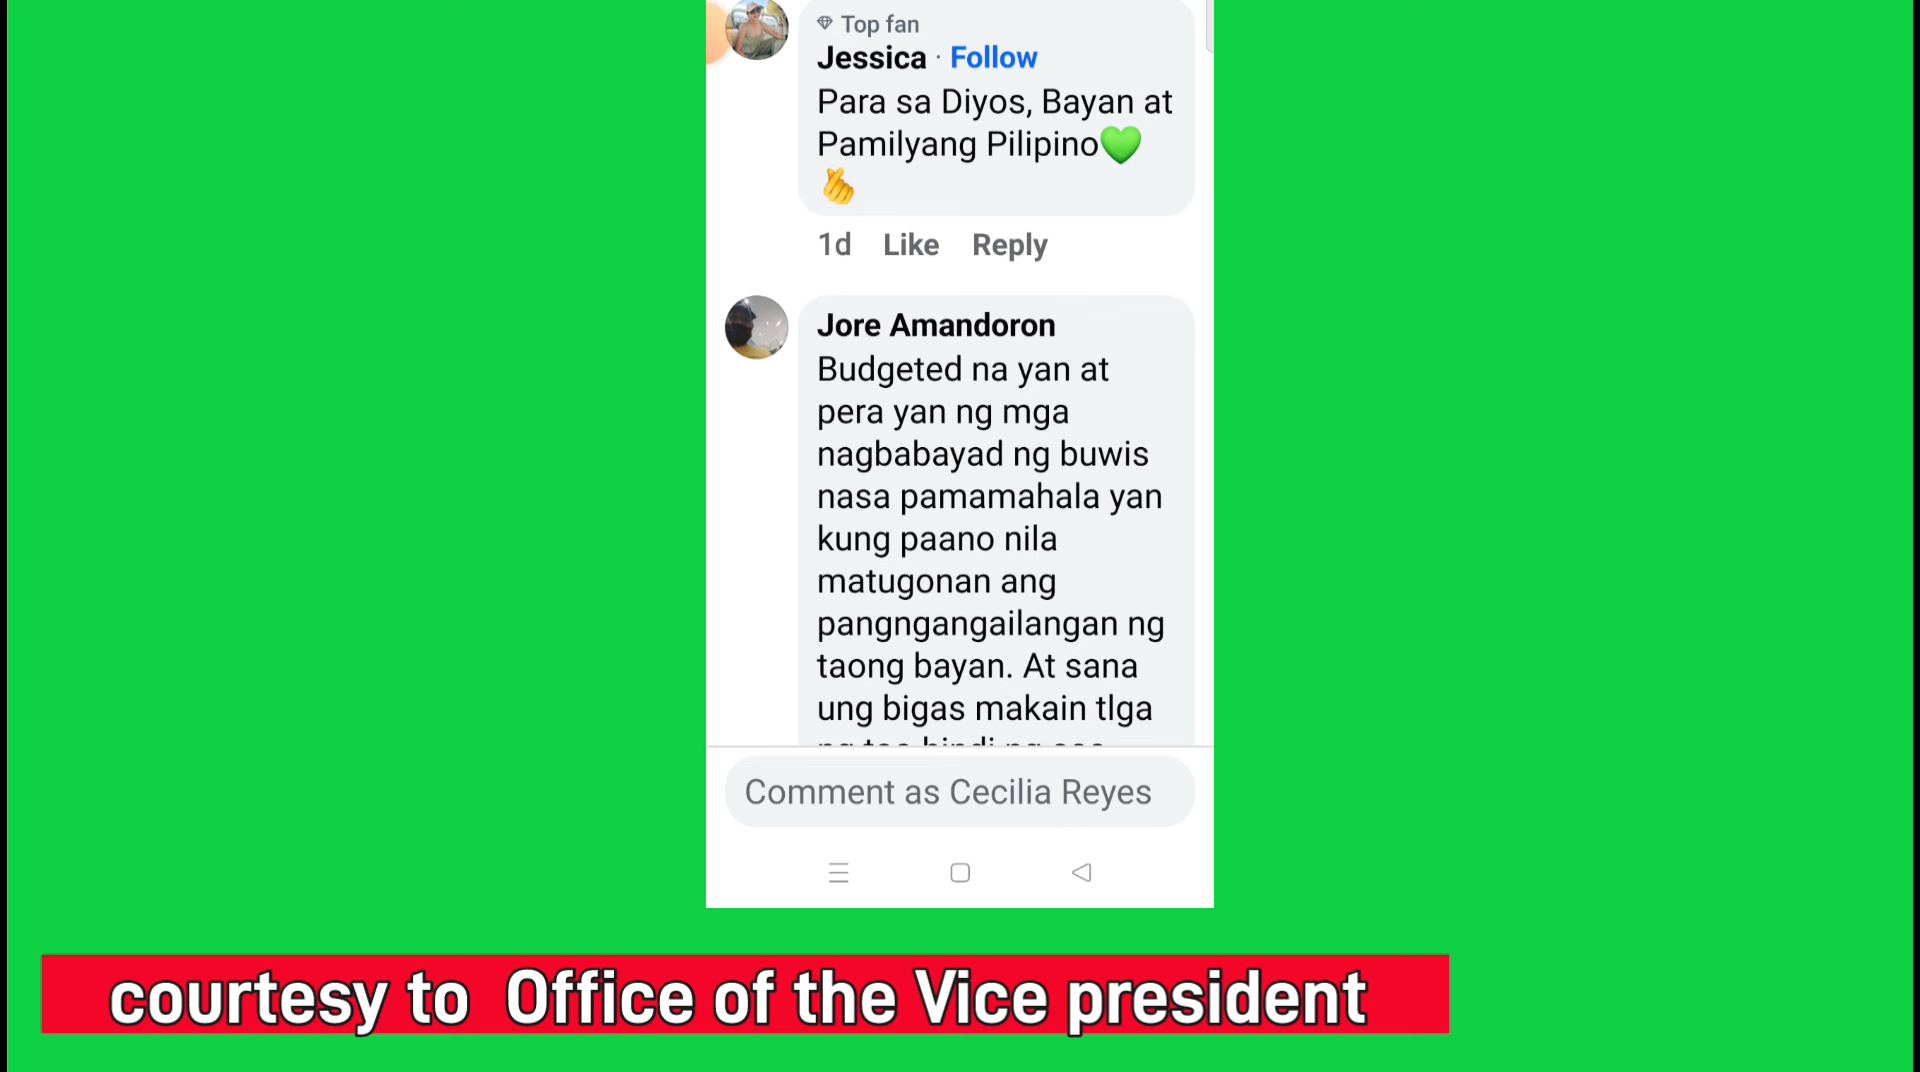 Top fan
Jessica · Follow
Para sa Diyos, Bayan at
Pamilyang Pilipino💚
🫰
1d Like Reply
Jore Amandoron
Budgeted na yan at
pera yan ng mga
nagbabayad ng buwis
nasa pamamahala yan
kung paano nila
matugonan ang
pangngangailangan ng
taong bayan. At sana
ung bigas makain tlga
Comment as Cecilia Reyes
courtesy to Office of the Vice president